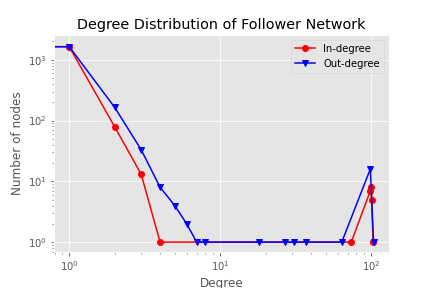 Degree Distribution of Follower Network
In-degree
Out-degree
Number of nodes
10³
10²
10¹
10⁰
10⁰
10¹
10²
Degree